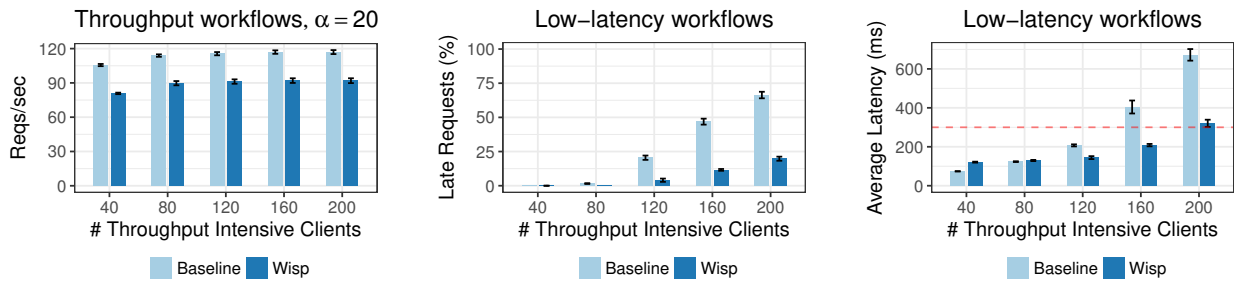 Throughput workflows, α = 20
Reqs/sec
120
90
60
30
0
40 80 120 160 200
# Throughput Intensive Clients
Baseline Wisp
Low−latency workflows
Late Requests (%)
100
75
50
25
0
40 80 120 160 200
# Throughput Intensive Clients
Baseline Wisp
Low−latency workflows
Average Latency (ms)
600
400
200
0
40 80 120 160 200
# Throughput Intensive Clients
Baseline Wisp